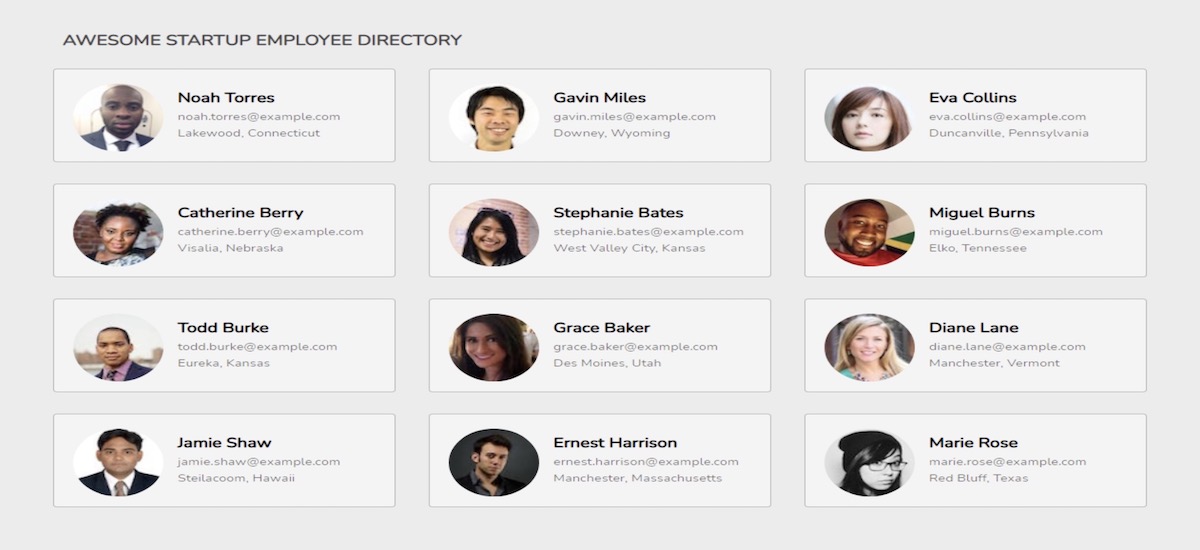 AWESOME STARTUP EMPLOYEE DIRECTORY
Noah Torres
noah.torres@example.com
Lakewood, Connecticut
Gavin Miles
gavin.miles@example.com
Downey, Wyoming
Eva Collins
eva.collins@example.com
Duncanville, Pennsylvania
Catherine Berry
catherine.berry@example.com
Visalia, Nebraska
Stephanie Bates
stephanie.bates@example.com
West Valley City, Kansas
Miguel Burns
miguel.burns@example.com
Elko, Tennessee
Todd Burke
todd.burke@example.com
Eureka, Kansas
Grace Baker
grace.baker@example.com
Des Moines, Utah
Diane Lane
diane.lane@example.com
Manchester, Vermont
Jamie Shaw
jamie.shaw@example.com
Steilacoom, Hawaii
Ernest Harrison
ernest.harrison@example.com
Manchester, Massachusetts
Marie Rose
marie.rose@example.com
Red Bluff, Texas